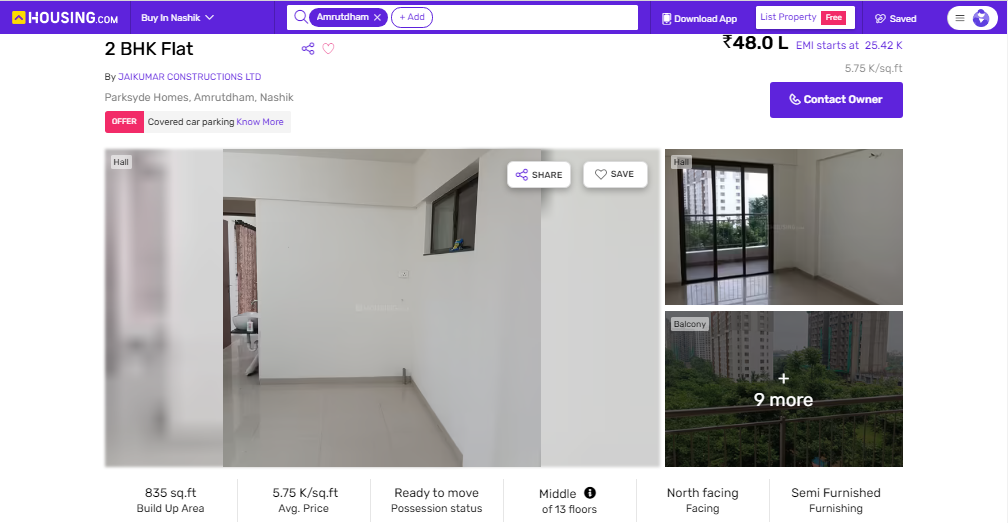 HOUSING.COM
Buy In Nashik
Amrutdham
+ Add
Download App
List Property Free
Saved
2 BHK Flat
₹48.0 L EMI starts at 25.42 K
By JAIKUMAR CONSTRUCTIONS LTD
5.75 K/sq.ft
Parksyde Homes, Amrutdham, Nashik
Contact Owner
OFFER Covered car parking Know More
Hall
SHARE
SAVE
Hall
Balcony
+
9 more
835 sq.ft
Build Up Area
5.75 K/sq.ft
Avg. Price
Ready to move
Possession status
Middle
of 13 floors
North facing
Facing
Semi Furnished
Furnishing